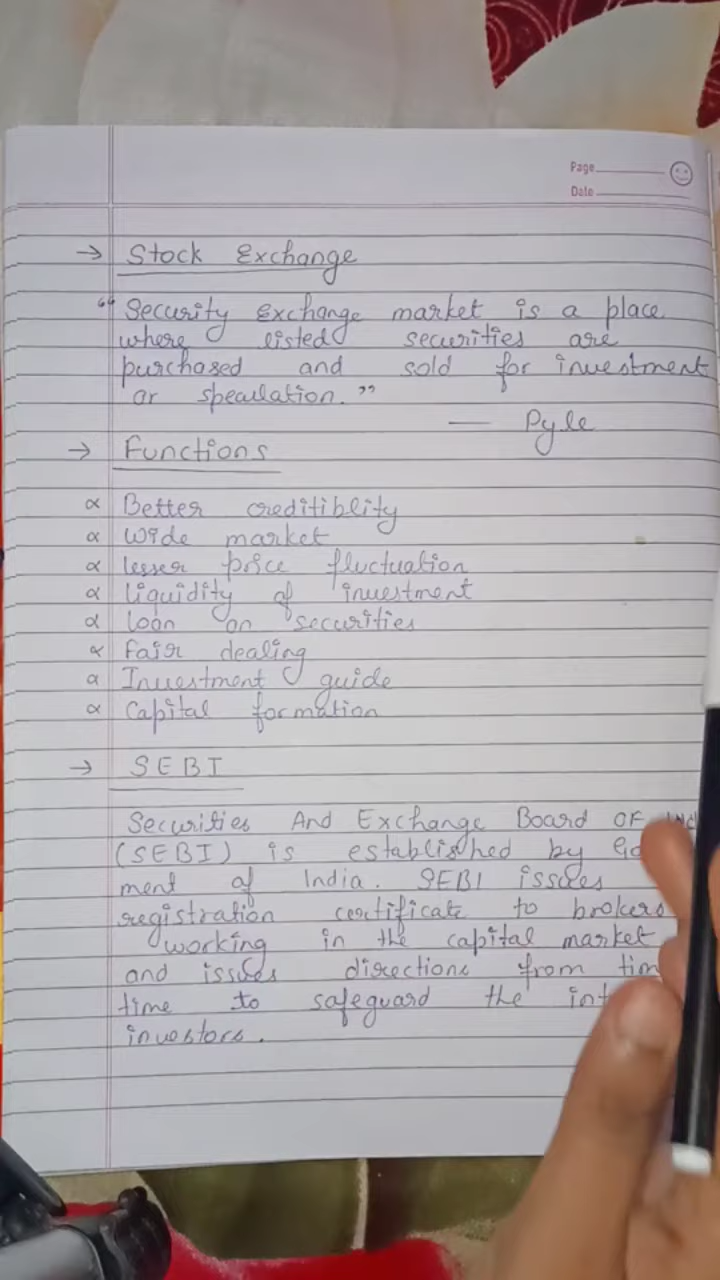 Page
Date
→ Stock Exchange
"Security Exchange market is a place
where listed securities are
purchased and sold for investment
or speculation."
— Pyle
→ Functions
∝ Better creditiblity
∝ Wide market
∝ lesser price fluctuation
∝ liquidity of investment
∝ loan on securities
∝ Fair dealing
∝ Investment guide
∝ Capital formation
→ SEBI
Securities And Exchange Board OF
(SEBI) is established by
ment of India. SEBI issues
registration certificate to brokers
working in the capital market
and issues directions from
time to safeguard the
investors.